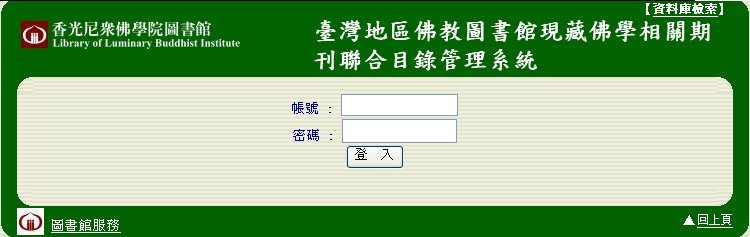 【資料庫檢索】
香光尼眾佛學院圖書館
Library of Luminary Buddhist Institute
臺灣地區佛教圖書館現藏佛學相關期
刊聯合目錄管理系統
帳號 :
密碼 :
登 入
圖書館服務
▲回上頁